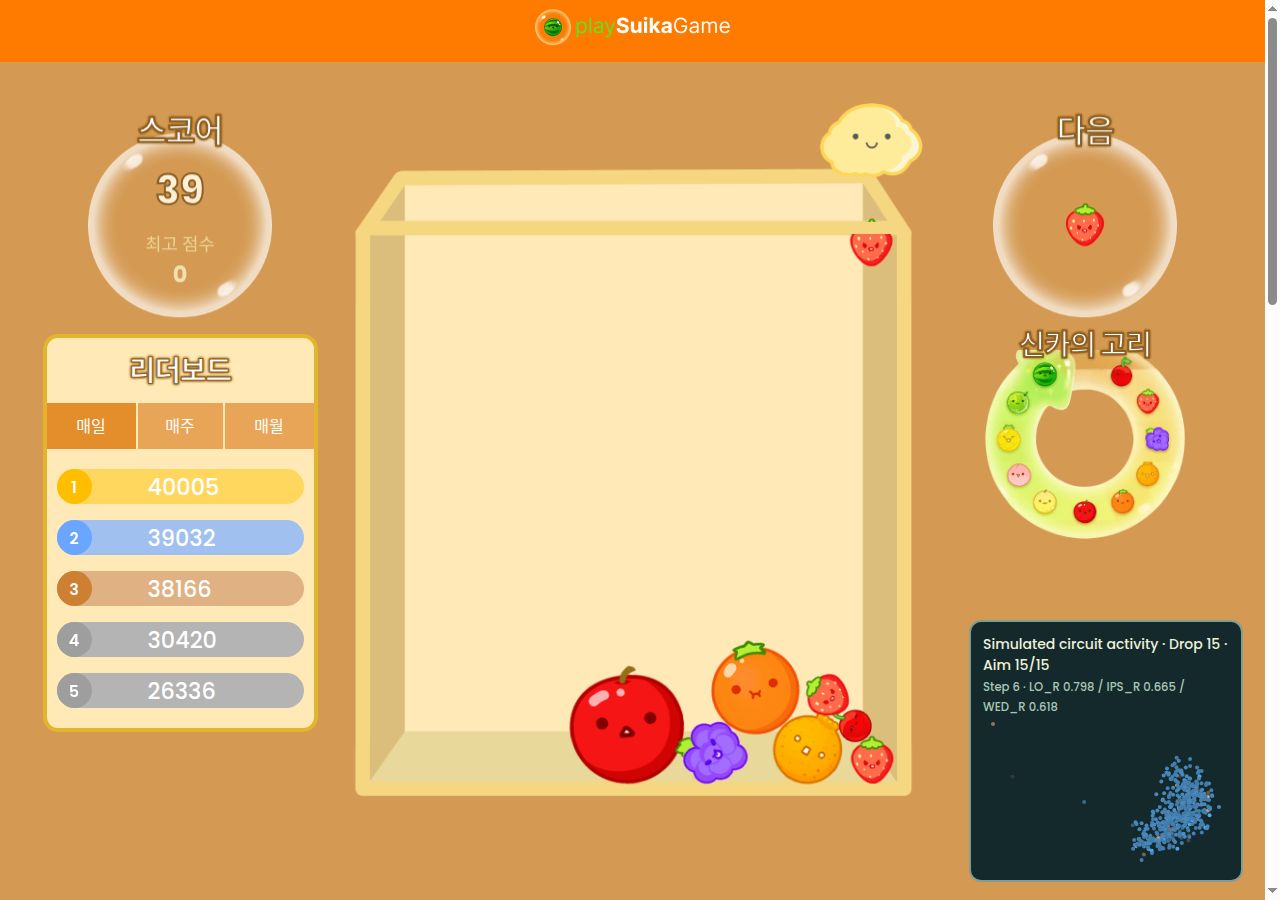 playSuikaGame
스코어
39
최고 점수
0
다음
리더보드
매일 매주 매월
1 40005
2 39032
3 38166
4 30420
5 26336
신카의 고리
Simulated circuit activity · Drop 15 ·
Aim 15/15
Step 6 · LO_R 0.798 / IPS_R 0.665 /
WED_R 0.618